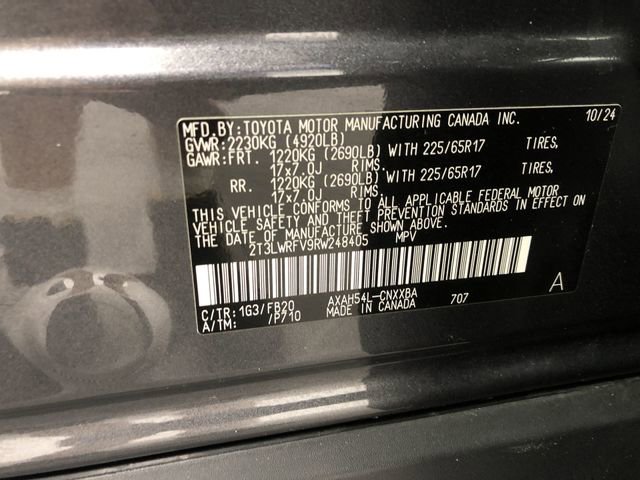 MFD.BY:TOYOTA MOTOR MANUFACTURING CANADA INC. 10/24
GVWR:2230KG (4920LB)
GAWR:FRT. 1220KG (2690LB) WITH 225/65R17 TIRES,
17x7.0J RIMS.
RR. 1220KG (2690LB) WITH 225/65R17 TIRES,
17x7.0J RIMS.
THIS VEHICLE CONFORMS TO ALL APPLICABLE FEDERAL MOTOR
VEHICLE SAFETY AND THEFT PREVENTION STANDARDS IN EFFECT ON
THE DATE OF MANUFACTURE SHOWN ABOVE.
2T3LWRFV9RW248405 MPV
C/TR: 1G3/FB20 AXAH54L-CNXXBA 707 A
A/TM: /P710 MADE IN CANADA